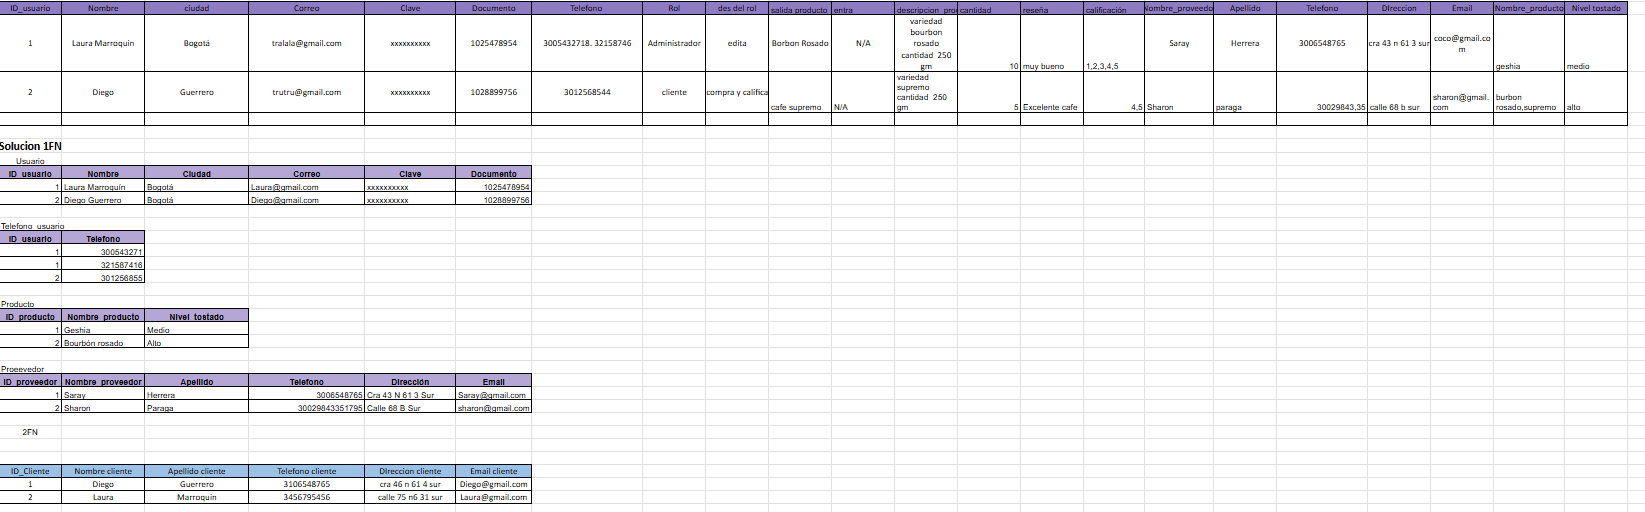 ID_usuario Nombre ciudad Correo Clave Documento Telefono Rol des del rol salida producto entra descripcion pro cantidad reseña calificación Nombre_proveedo Apellido Telefono Direccion Email Nombre_producto Nivel tostado
1 Laura Marroquin Bogotá tralala@gmail.com xxxxxxxxxx 1025478954 3005432718. 32158746 Administrador edita Borbon Rosado N/A variedad bourbon rosado cantidad 250 gm 10 muy bueno 1,2,3,4,5 Saray Herrera 3006548765 cra 43 n 61 3 sur coco@gmail.co m geshia medio
2 Diego Guerrero trutru@gmail.com xxxxxxxxxx 1028899756 3012568544 cliente compra y califica cafe supremo N/A variedad supremo cantidad 250 gm 5 Excelente cafe 4,5 Sharon paraga 30029843,35 calle 68 b sur sharon@gmail. com burbon rosado,supremo alto
Solucion 1FN
Usuario
ID_usuario Nombre Ciudad Correo Clave Documento
1 Laura Marroquín Bogotá Laura@gmail.com xxxxxxxxxx 1025478954
2 Diego Guerrero Bogotá Diego@gmail.com xxxxxxxxxx 1028899756
Telefono_usuario
ID_usuario Telefono
1 300543271
1 321587416
2 301256855
Producto
ID_producto Nombre_producto Nivel_tostado
1 Geshia Medio
2 Bourbón rosado Alto
Proeevedor
ID_proveedor Nombre_proveedor Apellido Telefono Dirección Email
1 Saray Herrera 3006548765 Cra 43 N 61 3 Sur Saray@gmail.com
2 Sharon Paraga 30029843351795 Calle 68 B Sur sharon@gmail.com
2FN
ID_Cliente Nombre cliente Apellido cliente Telefono cliente Direccion cliente Email cliente
1 Diego Guerrero 3106548765 cra 46 n 61 4 sur Diego@gmail.com
2 Laura Marroquin 3456795456 calle 75 n6 31 sur Laura@gmail.com